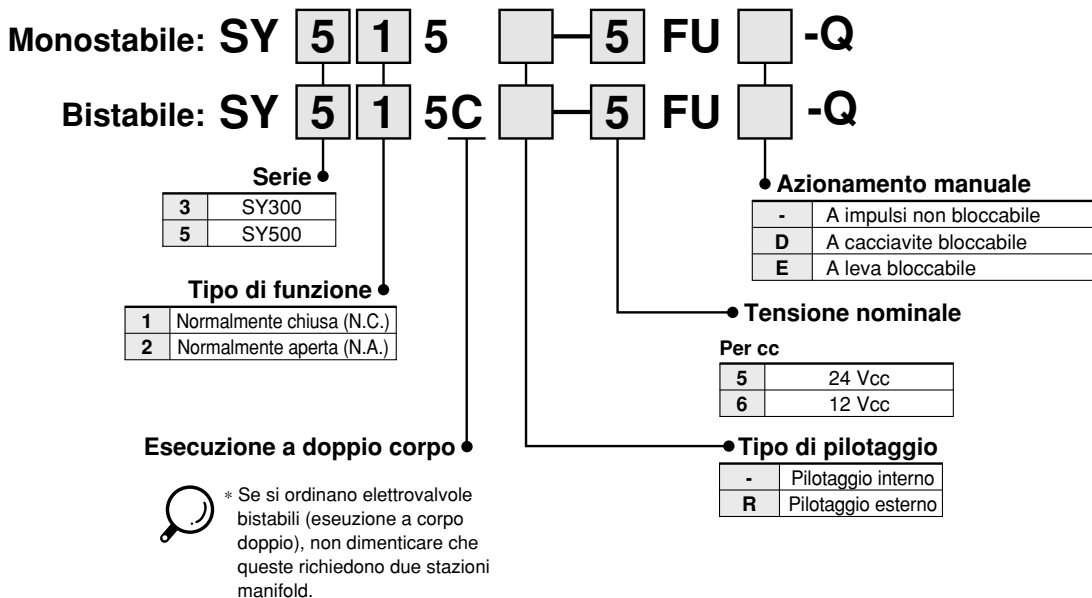 Monostabile: SY 5 1 5 - 5 FU -Q
Bistabile: SY 5 1 5C - 5 FU -Q
Serie
3 SY300
5 SY500
Tipo di funzione
1 Normalmente chiusa (N.C.)
2 Normalmente aperta (N.A.)
Esecuzione a doppio corpo
* Se si ordinano elettrovalvole
bistabili (eseuzione a corpo
doppio), non dimenticare che
queste richiedono due stazioni
manifold.
Azionamento manuale
- A impulsi non bloccabile
D A cacciavite bloccabile
E A leva bloccabile
Tensione nominale
Per cc
5 24 Vcc
6 12 Vcc
Tipo di pilotaggio
- Pilotaggio interno
R Pilotaggio esterno